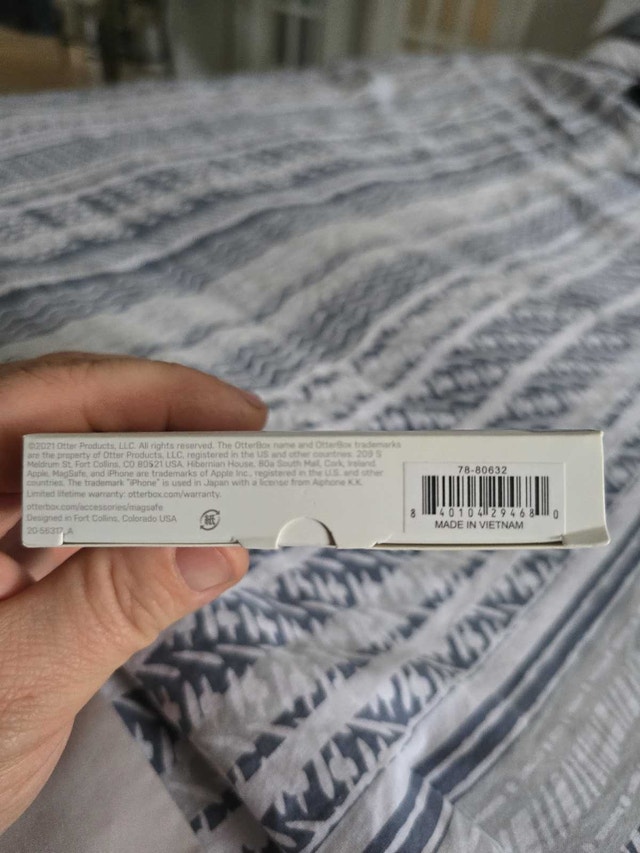 ©2021 Otter Products, LLC. All rights reserved. The OtterBox name and OtterBox trademarks
are the property of Otter Products, LLC, registered in the US and other countries. 209 S
Meldrum St, Fort Collins, CO 80521 USA, Hibernian House, 80a South Mall, Cork, Ireland.
Apple, MagSafe, and iPhone are trademarks of Apple Inc., registered in the U.S. and other
countries. The trademark "iPhone" is used in Japan with a license from Aiphone K.K.
Limited lifetime warranty: otterbox.com/warranty.
otterbox.com/accessories/magsafe
Designed in Fort Collins, Colorado USA
20-56317_A
紙
78-80632
8 40104 29468 0
MADE IN VIETNAM